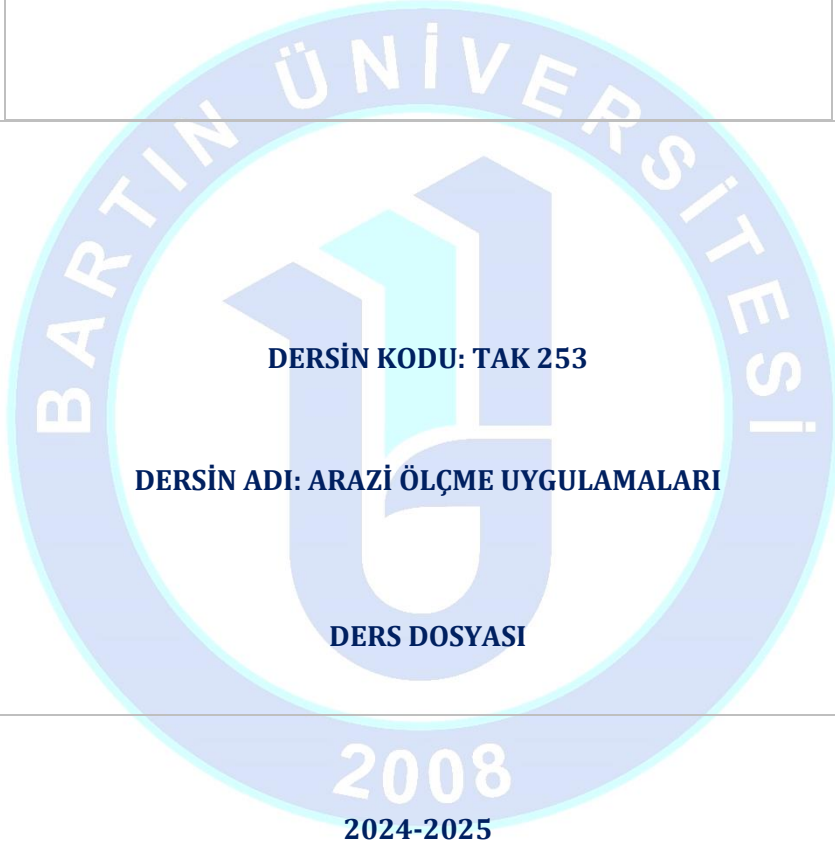 BARTIN ÜNİVERSİTESİ
DERSİN KODU: TAK 253
DERSİN ADI: ARAZİ ÖLÇME UYGULAMALARI
DERS DOSYASI
2008
2024-2025